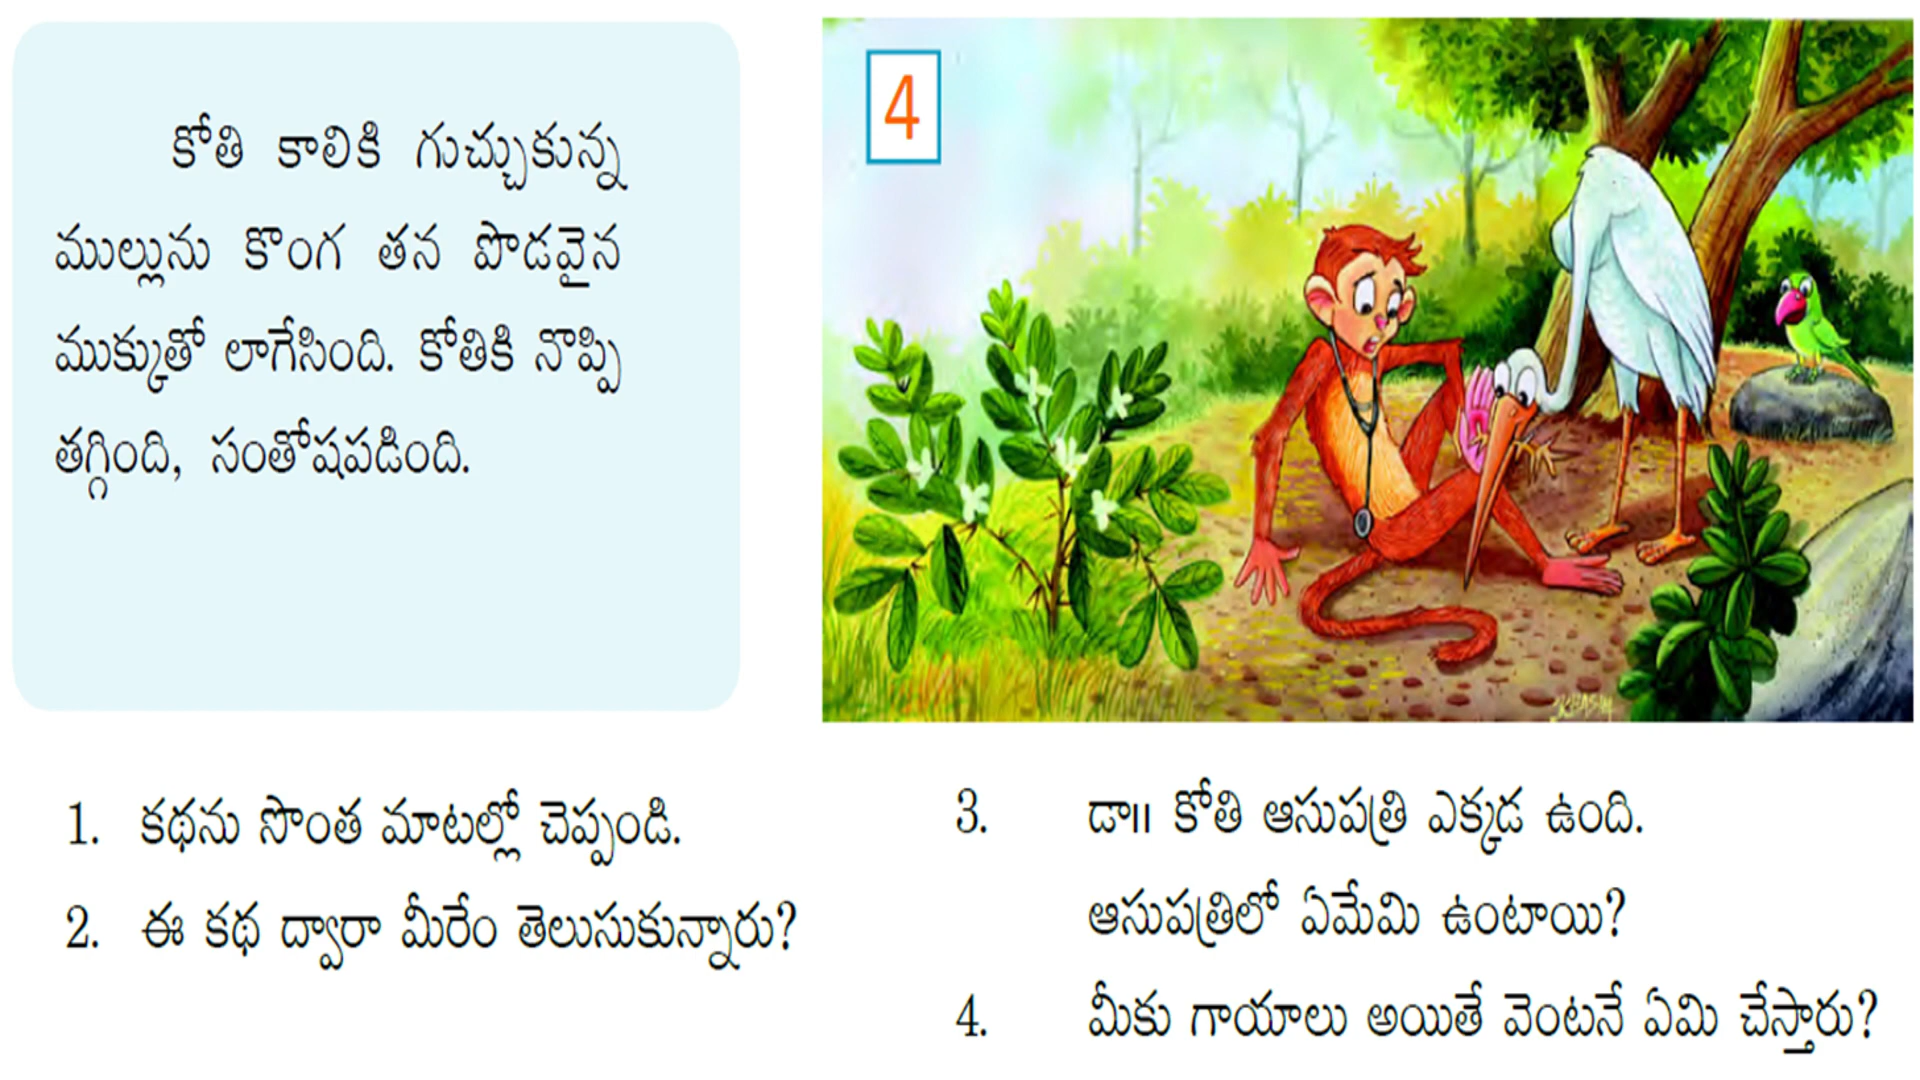 కోతి కాలికి గుచ్చుకున్న
ముల్లును కొంగ తన పొడవైన
ముక్కుతో లాగేసింది. కోతికి నొప్పి
తగ్గింది, సంతోషపడింది.
4
1. కథను సొంత మాటల్లో చెప్పండి.
2. ఈ కథ ద్వారా మీరేం తెలుసుకున్నారు?
3. డా॥ కోతి ఆసుపత్రి ఎక్కడ ఉంది.
ఆసుపత్రిలో ఏమేమి ఉంటాయి?
4. మీకు గాయాలు అయితే వెంటనే ఏమి చేస్తారు?